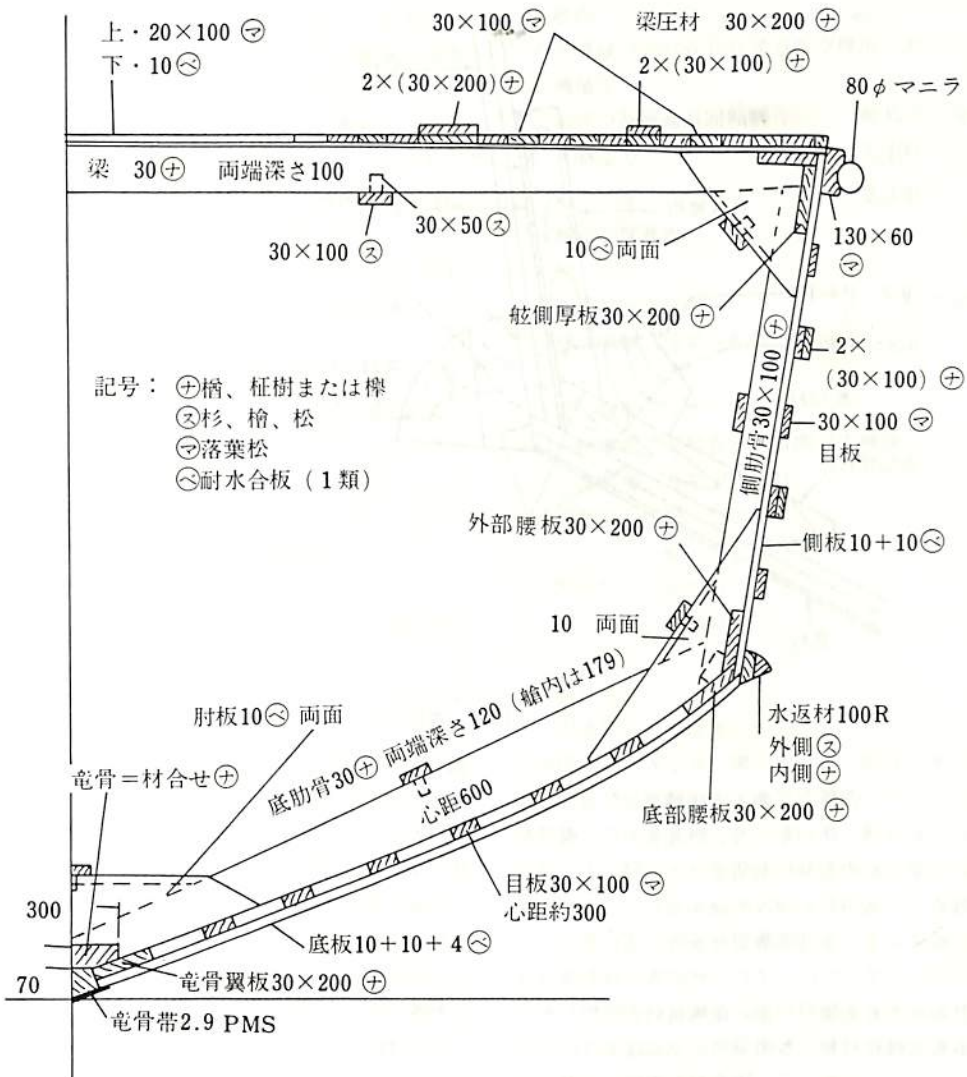 上・20×100 ㋮
下・10㋬
30×100 ㋮
梁圧材 30×200 ㋤
2×(30×200)㋤
2×(30×100) ㋤
80φ マニラ
梁 30㋤ 両端深さ100
30×50㋜
30×100 ㋜
10㋬両面
130×60
㋮
舷側厚板30×200 ㋤
側肋骨30×100 ㋤
2×
(30×100) ㋤
30×100 ㋮
目板
記号： ㋤楢、柾樹または欅
㋜杉、檜、松
㋮落葉松
㋬耐水合板 (1類)
外部腰板30×200 ㋤
側板10+10㋬
10 両面
肘板10㋬ 両面
底肋骨30㋤ 両端深さ120 (艙内は179)
心距600
水返材100R
外側㋜
内側㋤
竜骨=材合せ㋤
底部腰板30×200 ㋤
目板30×100 ㋮
心距約300
300
底板10+10+4㋬
竜骨翼板30×200 ㋤
70
竜骨帯2.9 PMS